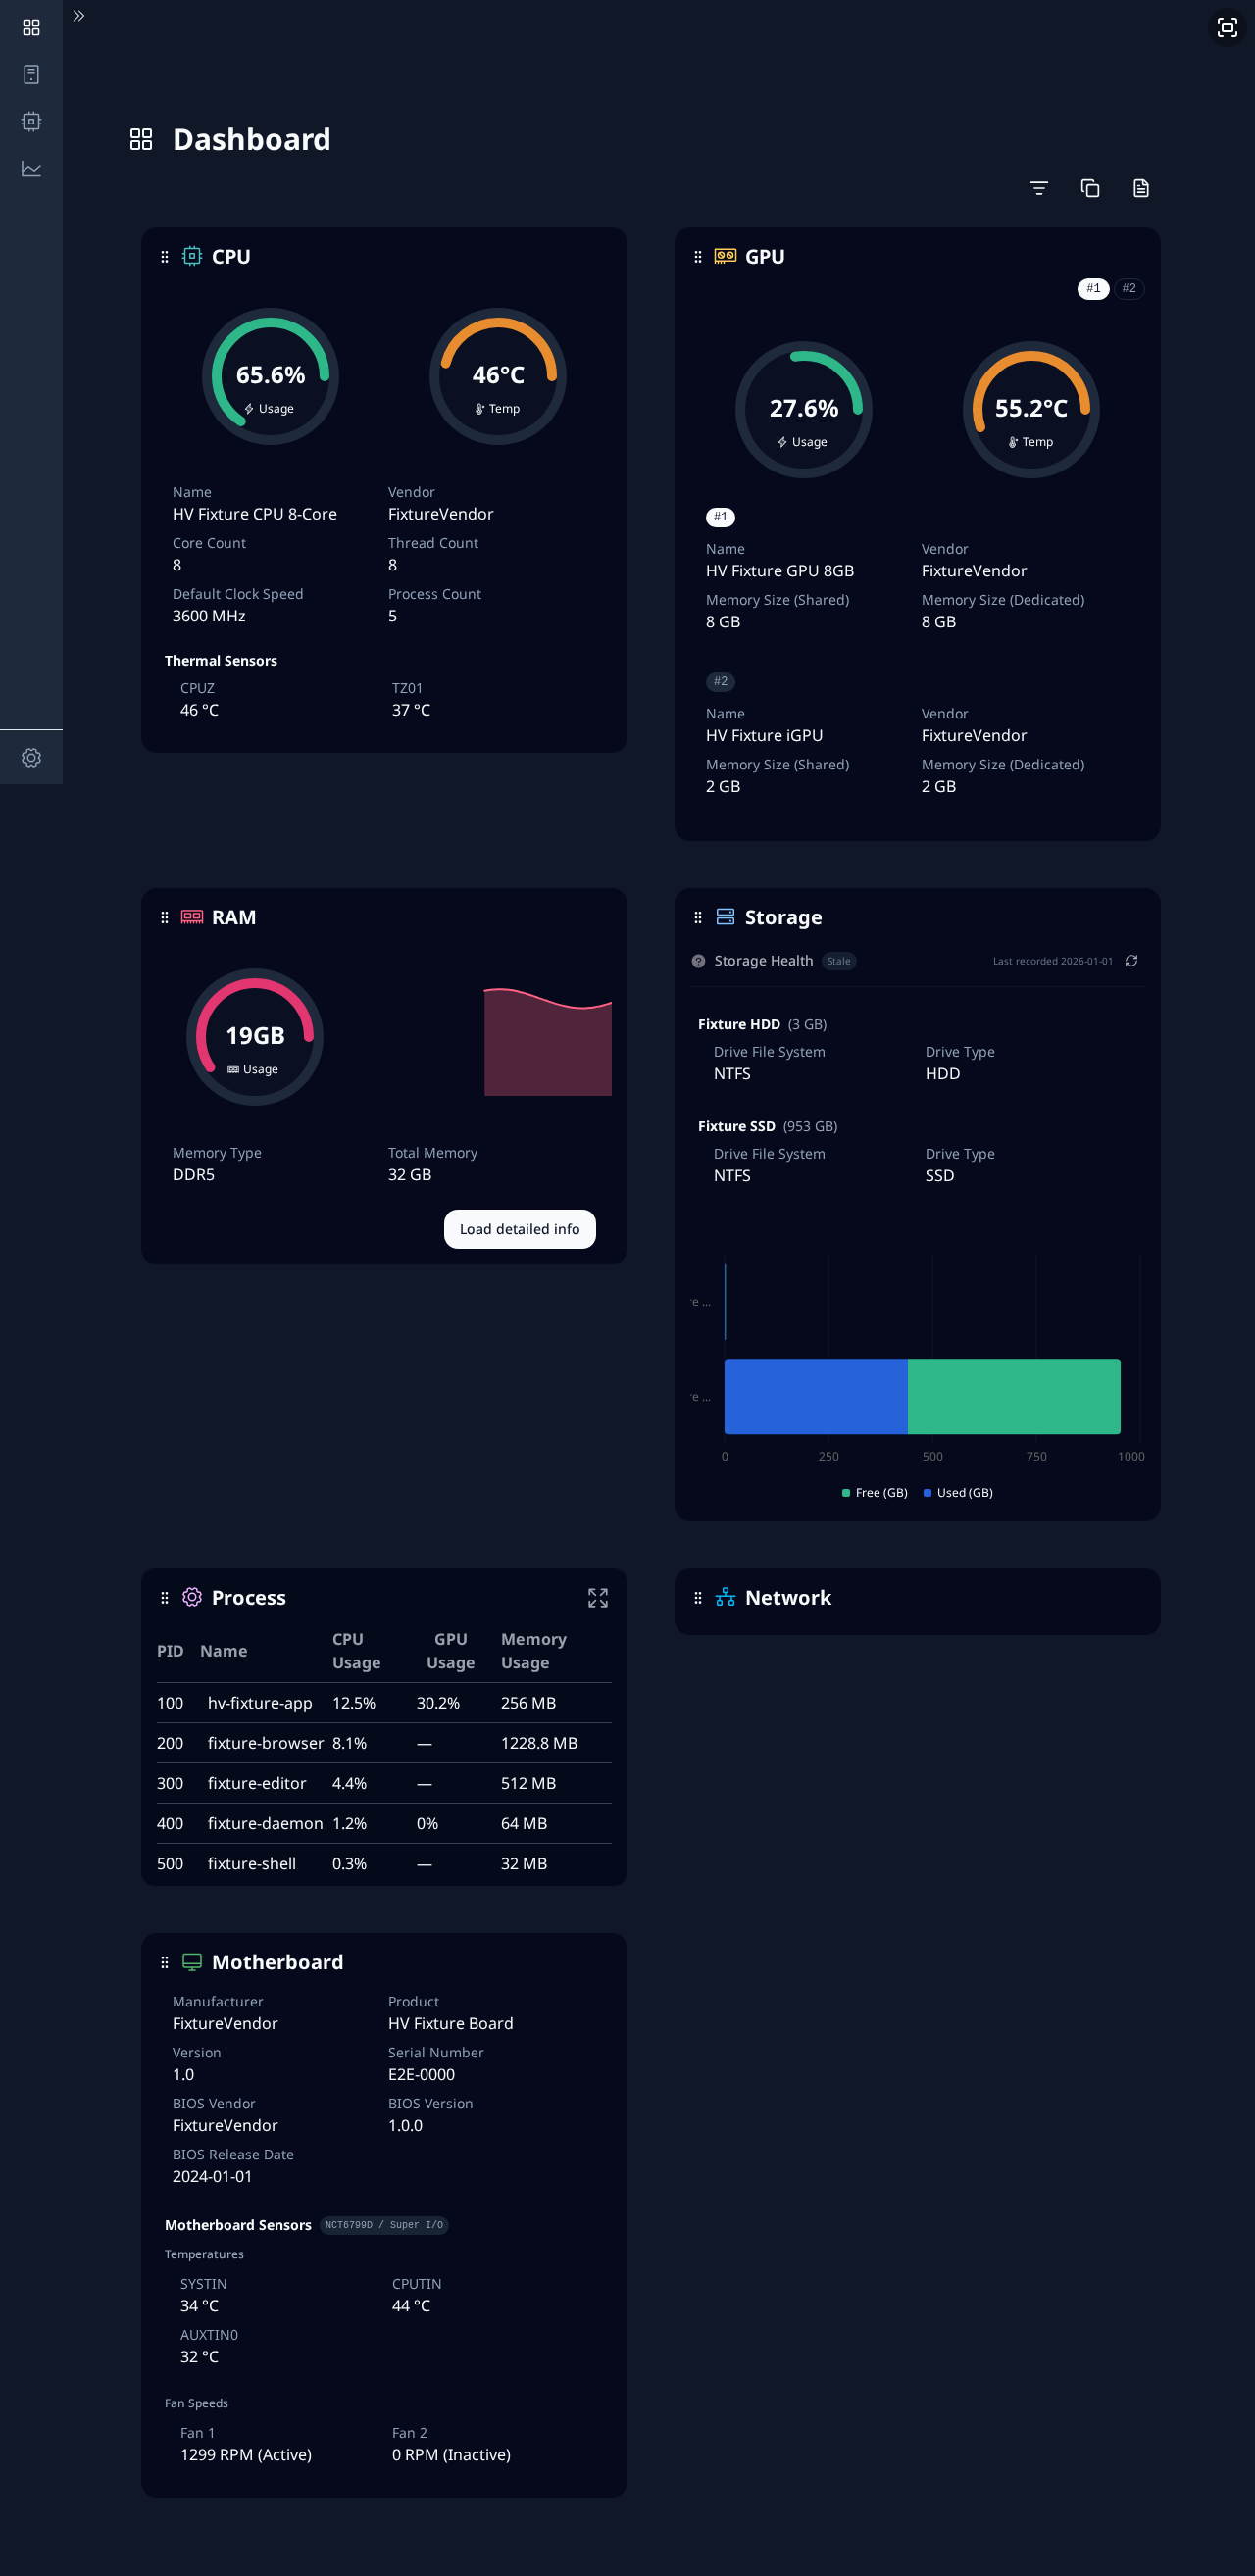 Dashboard
CPU
65.6%
Usage
46°C
Temp
Name
HV Fixture CPU 8-Core
Vendor
FixtureVendor
Core Count
8
Thread Count
8
Default Clock Speed
3600 MHz
Process Count
5
Thermal Sensors
CPUZ
46 °C
TZ01
37 °C
GPU
#1 #2
27.6%
Usage
55.2°C
Temp
#1
Name
HV Fixture GPU 8GB
Vendor
FixtureVendor
Memory Size (Shared)
8 GB
Memory Size (Dedicated)
8 GB
#2
Name
HV Fixture iGPU
Vendor
FixtureVendor
Memory Size (Shared)
2 GB
Memory Size (Dedicated)
2 GB
RAM
19GB
Usage
Memory Type
DDR5
Total Memory
32 GB
Load detailed info
Storage
Storage Health Stale Last recorded 2026-01-01
Fixture HDD (3 GB)
Drive File System
NTFS
Drive Type
HDD
Fixture SSD (953 GB)
Drive File System
NTFS
Drive Type
SSD
re ...
re ...
0 250 500 750 1000
Free (GB) Used (GB)
Process
PID Name CPU Usage GPU Usage Memory Usage
100 hv-fixture-app 12.5% 30.2% 256 MB
200 fixture-browser 8.1% — 1228.8 MB
300 fixture-editor 4.4% — 512 MB
400 fixture-daemon 1.2% 0% 64 MB
500 fixture-shell 0.3% — 32 MB
Network
Motherboard
Manufacturer
FixtureVendor
Product
HV Fixture Board
Version
1.0
Serial Number
E2E-0000
BIOS Vendor
FixtureVendor
BIOS Version
1.0.0
BIOS Release Date
2024-01-01
Motherboard Sensors NCT6799D / Super I/O
Temperatures
SYSTIN
34 °C
CPUTIN
44 °C
AUXTIN0
32 °C
Fan Speeds
Fan 1
1299 RPM (Active)
Fan 2
0 RPM (Inactive)